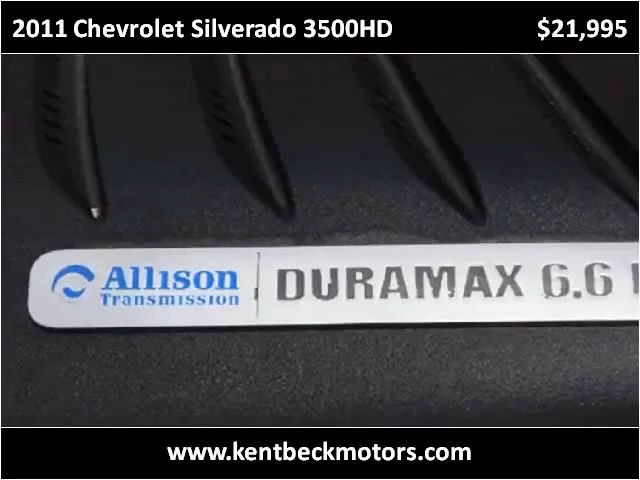 2011 Chevrolet Silverado 3500HD $21,995
Allison DURAMAX 6.6
Transmission
www.kentbeckmotors.com